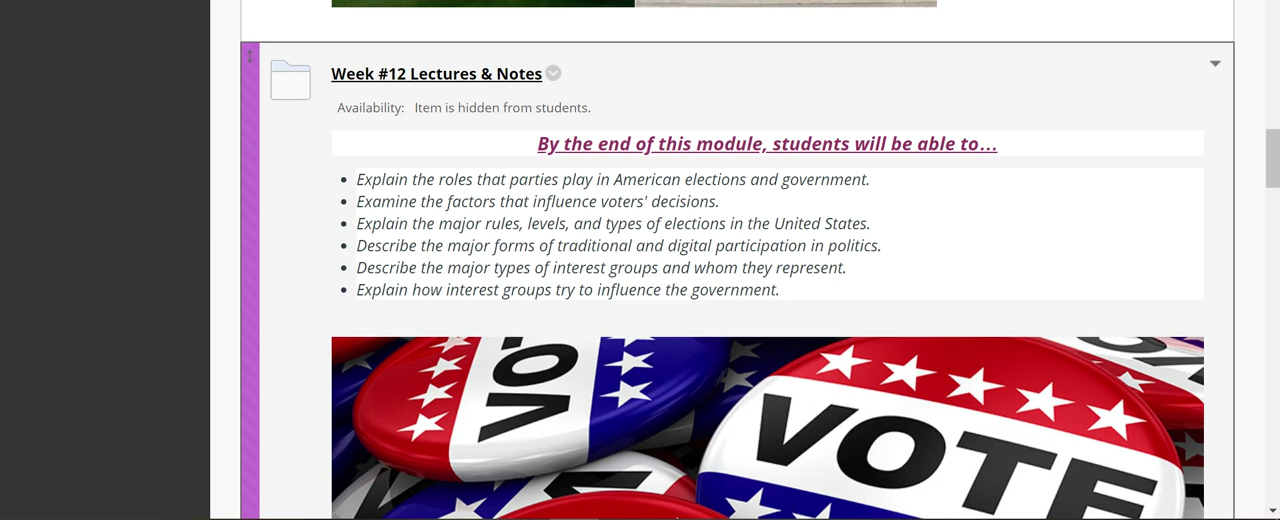 Week #12 Lectures & Notes
Availability: Item is hidden from students.
By the end of this module, students will be able to…
Explain the roles that parties play in American elections and government.
Examine the factors that influence voters' decisions.
Explain the major rules, levels, and types of elections in the United States.
Describe the major forms of traditional and digital participation in politics.
Describe the major types of interest groups and whom they represent.
Explain how interest groups try to influence the government.
VOTE